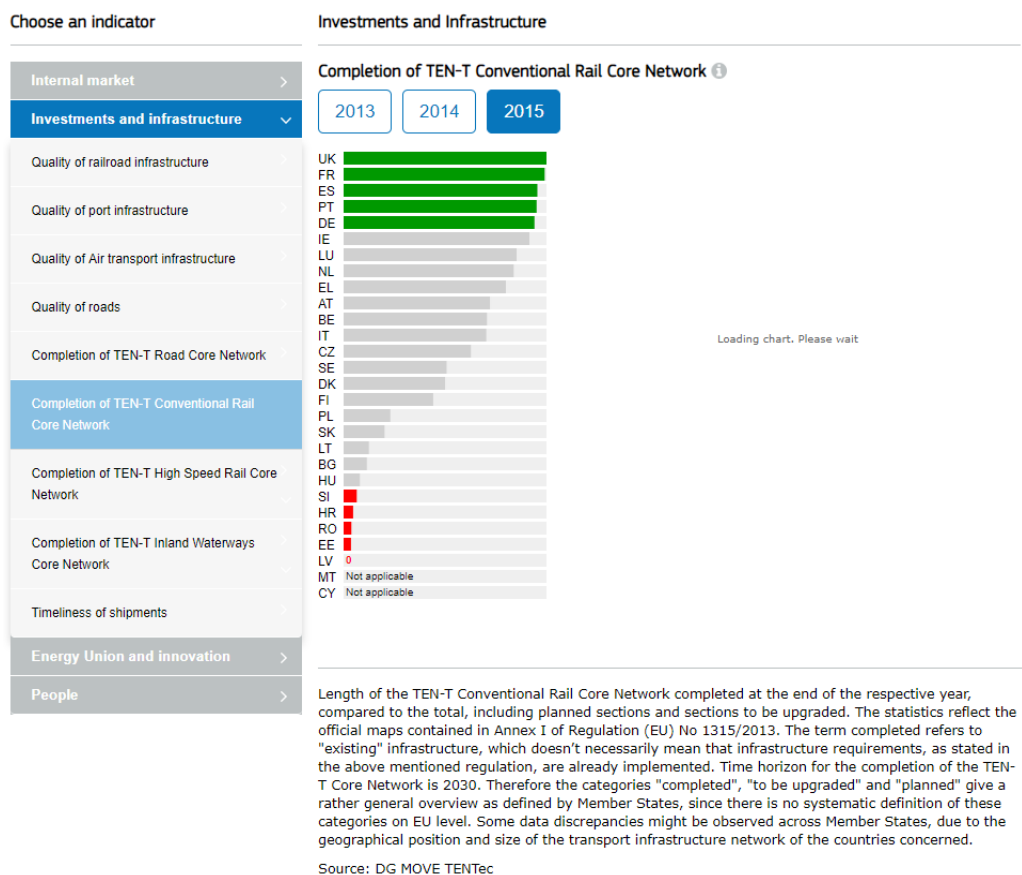 Choose an indicator
Internal market
Investments and infrastructure
Quality of railroad infrastructure
Quality of port infrastructure
Quality of Air transport infrastructure
Quality of roads
Completion of TEN-T Road Core Network
Completion of TEN-T Conventional Rail
Core Network
Completion of TEN-T High Speed Rail Core
Network
Completion of TEN-T Inland Waterways
Core Network
Timeliness of shipments
Energy Union and innovation
People
Investments and Infrastructure
Completion of TEN-T Conventional Rail Core Network
2013 2014 2015
UK
FR
ES
PT
DE
IE
LU
NL
EL
AT
BE
IT
CZ
SE
DK
FI
PL
SK
LT
BG
HU
SI
HR
RO
EE
LV 0
MT Not applicable
CY Not applicable
Loading chart. Please wait
Length of the TEN-T Conventional Rail Core Network completed at the end of the respective year,
compared to the total, including planned sections and sections to be upgraded. The statistics reflect the
official maps contained in Annex I of Regulation (EU) No 1315/2013. The term completed refers to
"existing" infrastructure, which doesn't necessarily mean that infrastructure requirements, as stated in
the above mentioned regulation, are already implemented. Time horizon for the completion of the TEN-
T Core Network is 2030. Therefore the categories "completed", "to be upgraded" and "planned" give a
rather general overview as defined by Member States, since there is no systematic definition of these
categories on EU level. Some data discrepancies might be observed across Member States, due to the
geographical position and size of the transport infrastructure network of the countries concerned.
Source: DG MOVE TENTec